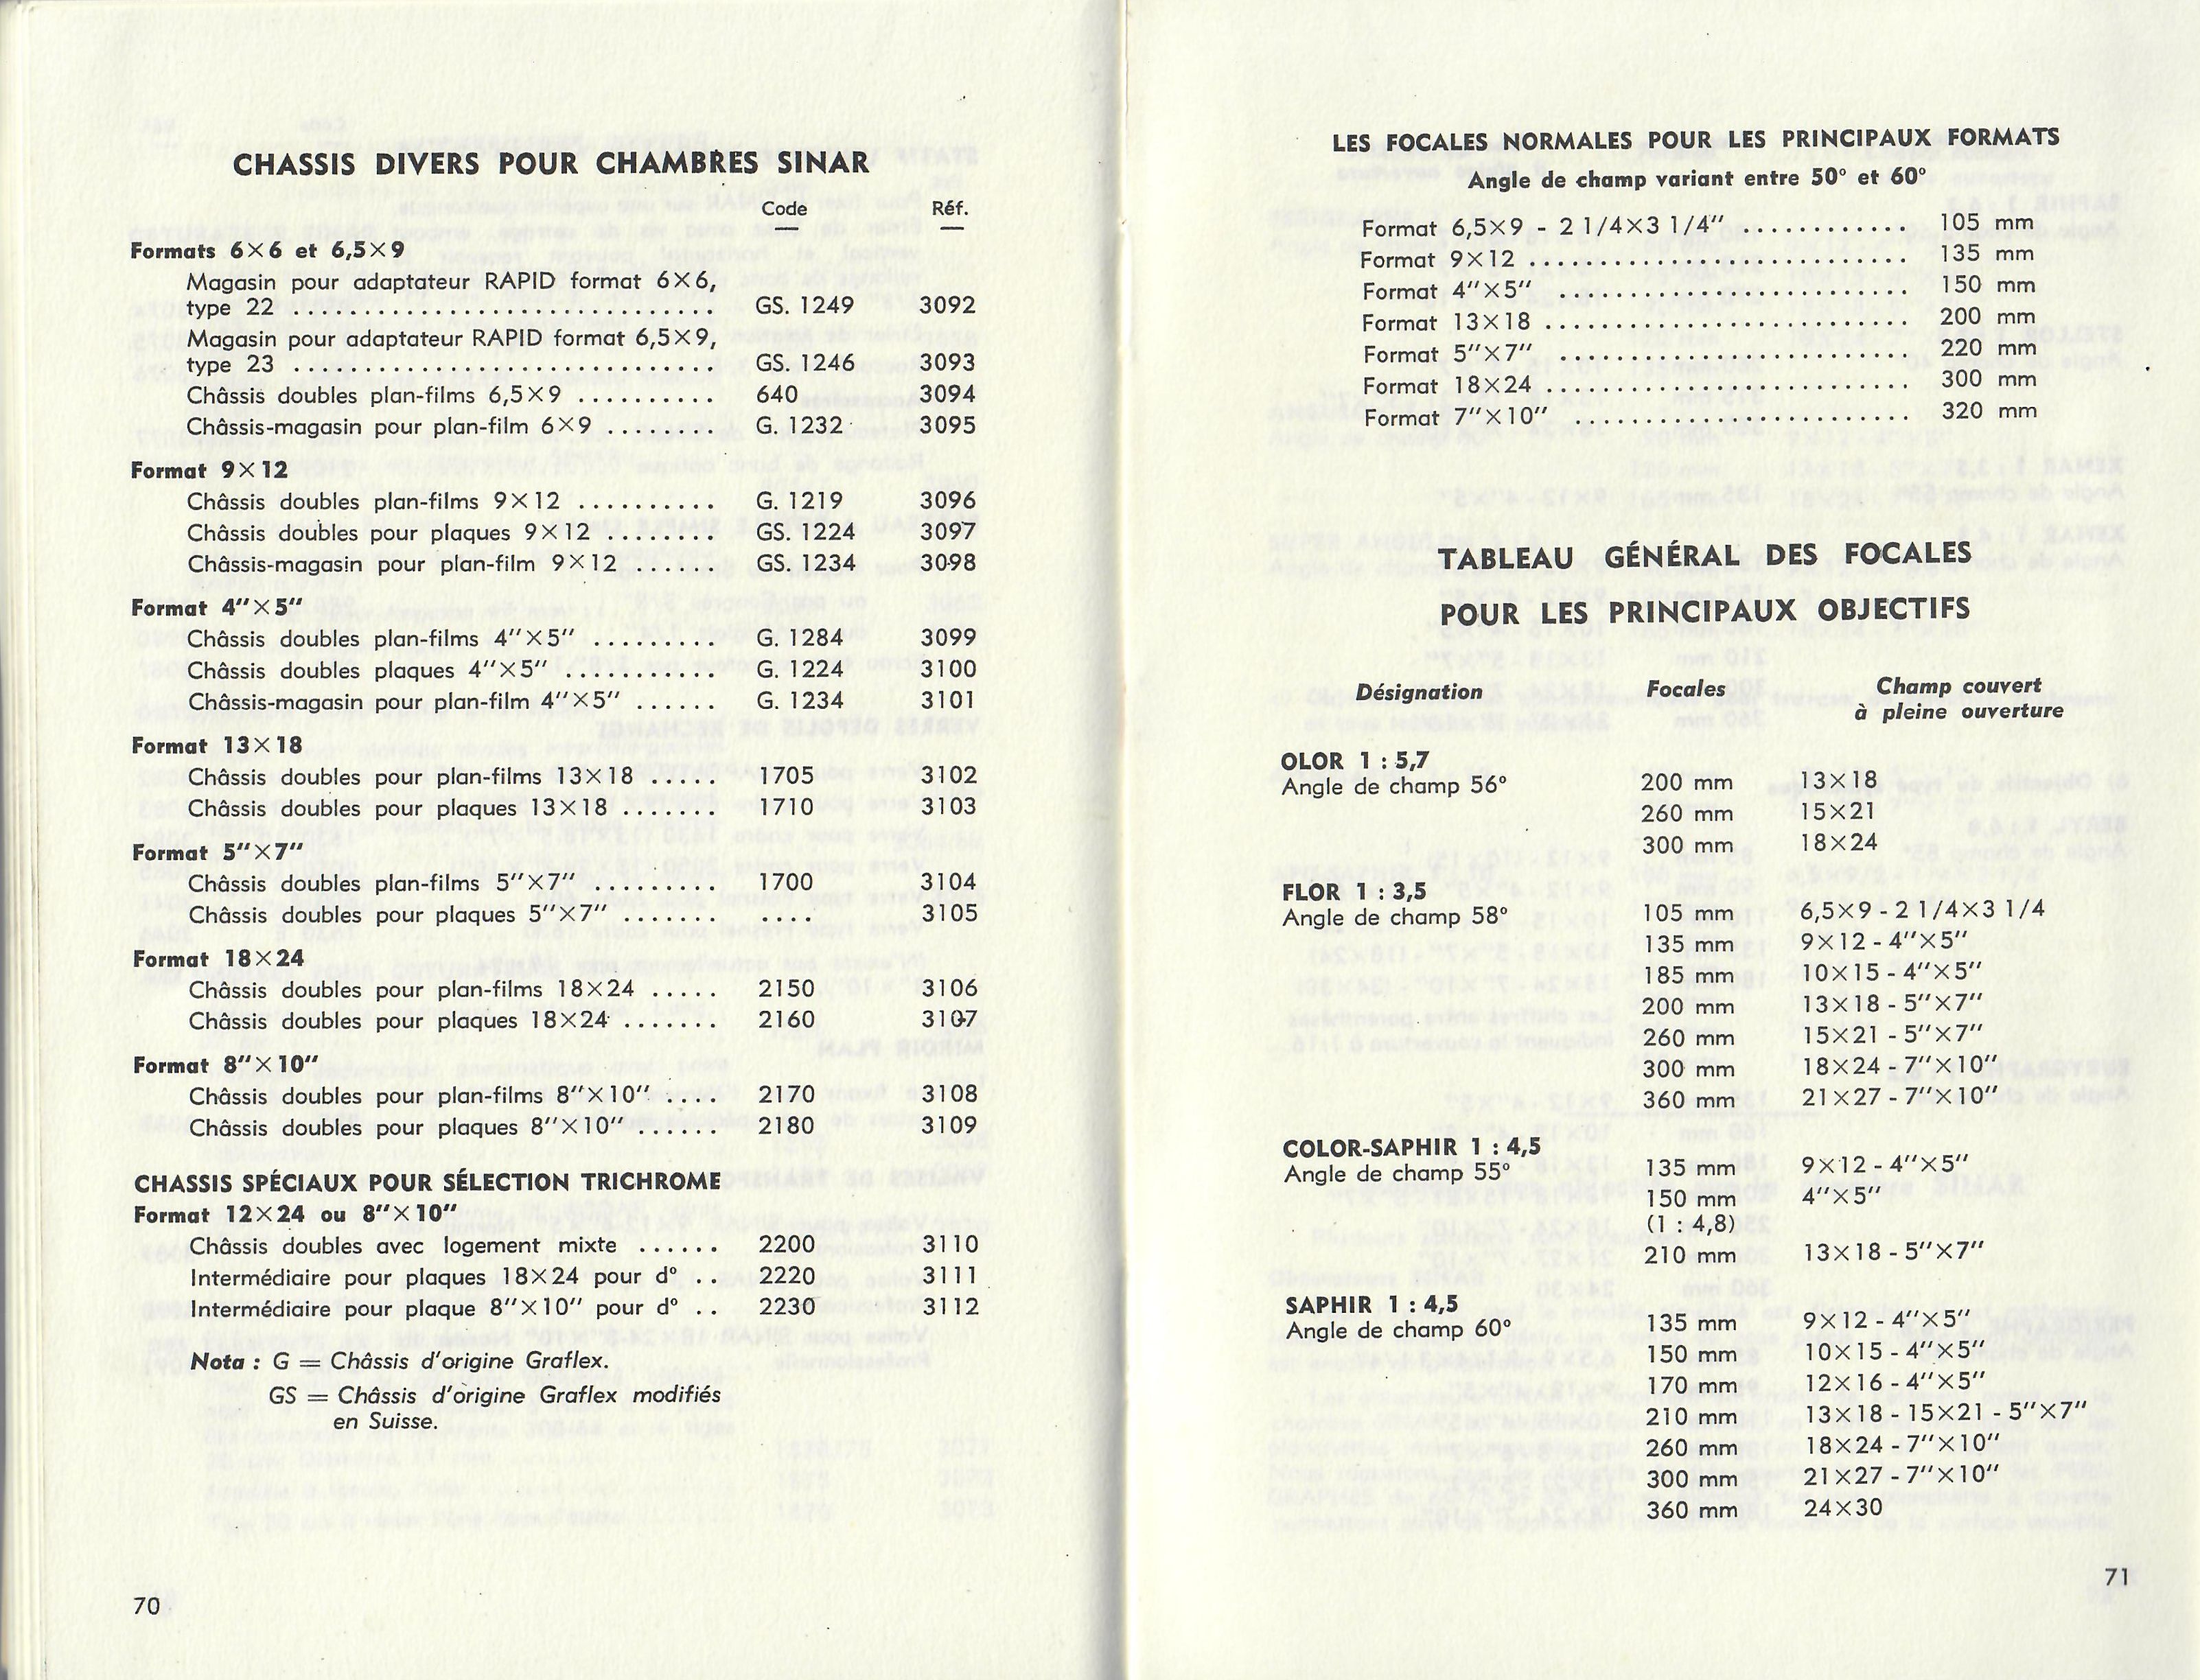 CHASSIS DIVERS POUR CHAMBRES SINAR
Code Réf.
Formats 6×6 et 6,5×9
Magasin pour adaptateur RAPID format 6×6,
type 22 .............................. GS. 1249 3092
Magasin pour adaptateur RAPID format 6,5×9,
type 23 .............................. GS. 1246 3093
Châssis doubles plan-films 6,5×9 .......... 640 3094
Châssis-magasin pour plan-film 6×9 ........ G. 1232 3095
Format 9×12
Châssis doubles plan-films 9×12 .......... G. 1219 3096
Châssis doubles pour plaques 9×12 ........ GS. 1224 3097
Châssis-magasin pour plan-film 9×12 ...... GS. 1234 3098
Format 4"×5"
Châssis doubles plan-films 4"×5" ......... G. 1284 3099
Châssis doubles plaques 4"×5" ........... G. 1224 3100
Châssis-magasin pour plan-film 4"×5" ...... G. 1234 3101
Format 13×18
Châssis doubles pour plan-films 13×18 ..... 1705 3102
Châssis doubles pour plaques 13×18 ....... 1710 3103
Format 5"×7"
Châssis doubles plan-films 5"×7" ......... 1700 3104
Châssis doubles pour plaques 5"×7" ....... .... 3105
Format 18×24
Châssis doubles pour plan-films 18×24 ..... 2150 3106
Châssis doubles pour plaques 18×24 ....... 2160 3107
Format 8"×10"
Châssis doubles pour plan-films 8"×10" ..... 2170 3108
Châssis doubles pour plaques 8"×10" ...... 2180 3109
CHASSIS SPÉCIAUX POUR SÉLECTION TRICHROME
Format 12×24 ou 8"×10"
Châssis doubles avec logement mixte ...... 2200 3110
Intermédiaire pour plaques 18×24 pour d° .. 2220 3111
Intermédiaire pour plaque 8"×10" pour d° .. 2230 3112
Nota : G = Châssis d'origine Graflex.
GS = Châssis d'origine Graflex modifiés
en Suisse.
70
LES FOCALES NORMALES POUR LES PRINCIPAUX FORMATS
Angle de champ variant entre 50° et 60°
Format 6,5×9 - 2 1/4×3 1/4" ............ 105 mm
Format 9×12 ........................... 135 mm
Format 4"×5" ......................... 150 mm
Format 13×18 .......................... 200 mm
Format 5"×7" ......................... 220 mm
Format 18×24 .......................... 300 mm
Format 7"×10" ........................ 320 mm
TABLEAU GÉNÉRAL DES FOCALES
POUR LES PRINCIPAUX OBJECTIFS
Désignation Focales Champ couvert
à pleine ouverture
OLOR 1 : 5,7
Angle de champ 56° 200 mm 13×18
260 mm 15×21
300 mm 18×24
FLOR 1 : 3,5
Angle de champ 58° 105 mm 6,5×9 - 2 1/4×3 1/4
135 mm 9×12 - 4"×5"
185 mm 10×15 - 4"×5"
200 mm 13×18 - 5"×7"
260 mm 15×21 - 5"×7"
300 mm 18×24 - 7"×10"
360 mm 21×27 - 7"×10"
COLOR-SAPHIR 1 : 4,5
Angle de champ 55° 135 mm 9×12 - 4"×5"
150 mm 4"×5"
(1 : 4,8)
210 mm 13×18 - 5"×7"
SAPHIR 1 : 4,5
Angle de champ 60° 135 mm 9×12 - 4"×5"
150 mm 10×15 - 4"×5"
170 mm 12×16 - 4"×5"
210 mm 13×18 - 15×21 - 5"×7"
260 mm 18×24 - 7"×10"
300 mm 21×27 - 7"×10"
360 mm 24×30
71